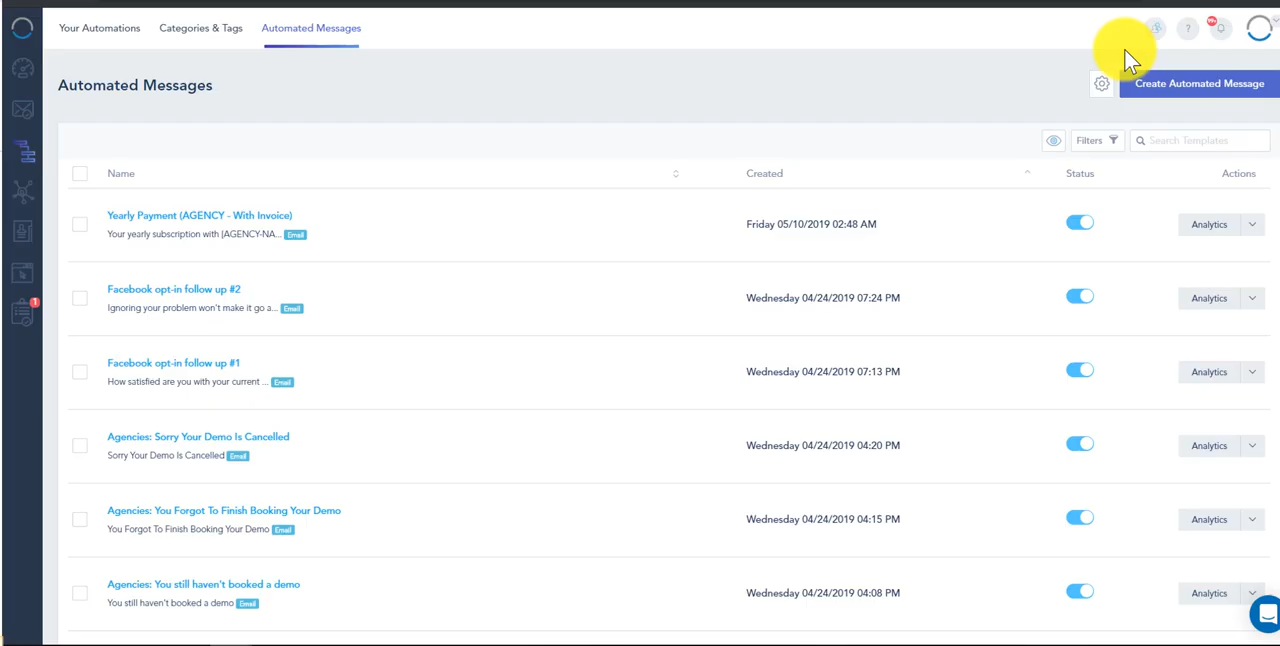 Your Automations Categories & Tags Automated Messages
? 99+
Automated Messages
Create Automated Message
Filters Search Templates
Name Created Status Actions
Yearly Payment (AGENCY - With Invoice)
Your yearly subscription with [AGENCY-NA... Email
Friday 05/10/2019 02:48 AM
Analytics
Facebook opt-in follow up #2
Ignoring your problem won't make it go a... Email
Wednesday 04/24/2019 07:24 PM
Analytics
1
Facebook opt-in follow up #1
How satisfied are you with your current ... Email
Wednesday 04/24/2019 07:13 PM
Analytics
Agencies: Sorry Your Demo Is Cancelled
Sorry Your Demo Is Cancelled Email
Wednesday 04/24/2019 04:20 PM
Analytics
Agencies: You Forgot To Finish Booking Your Demo
You Forgot To Finish Booking Your Demo Email
Wednesday 04/24/2019 04:15 PM
Analytics
Agencies: You still haven't booked a demo
You still haven't booked a demo Email
Wednesday 04/24/2019 04:08 PM
Analytics